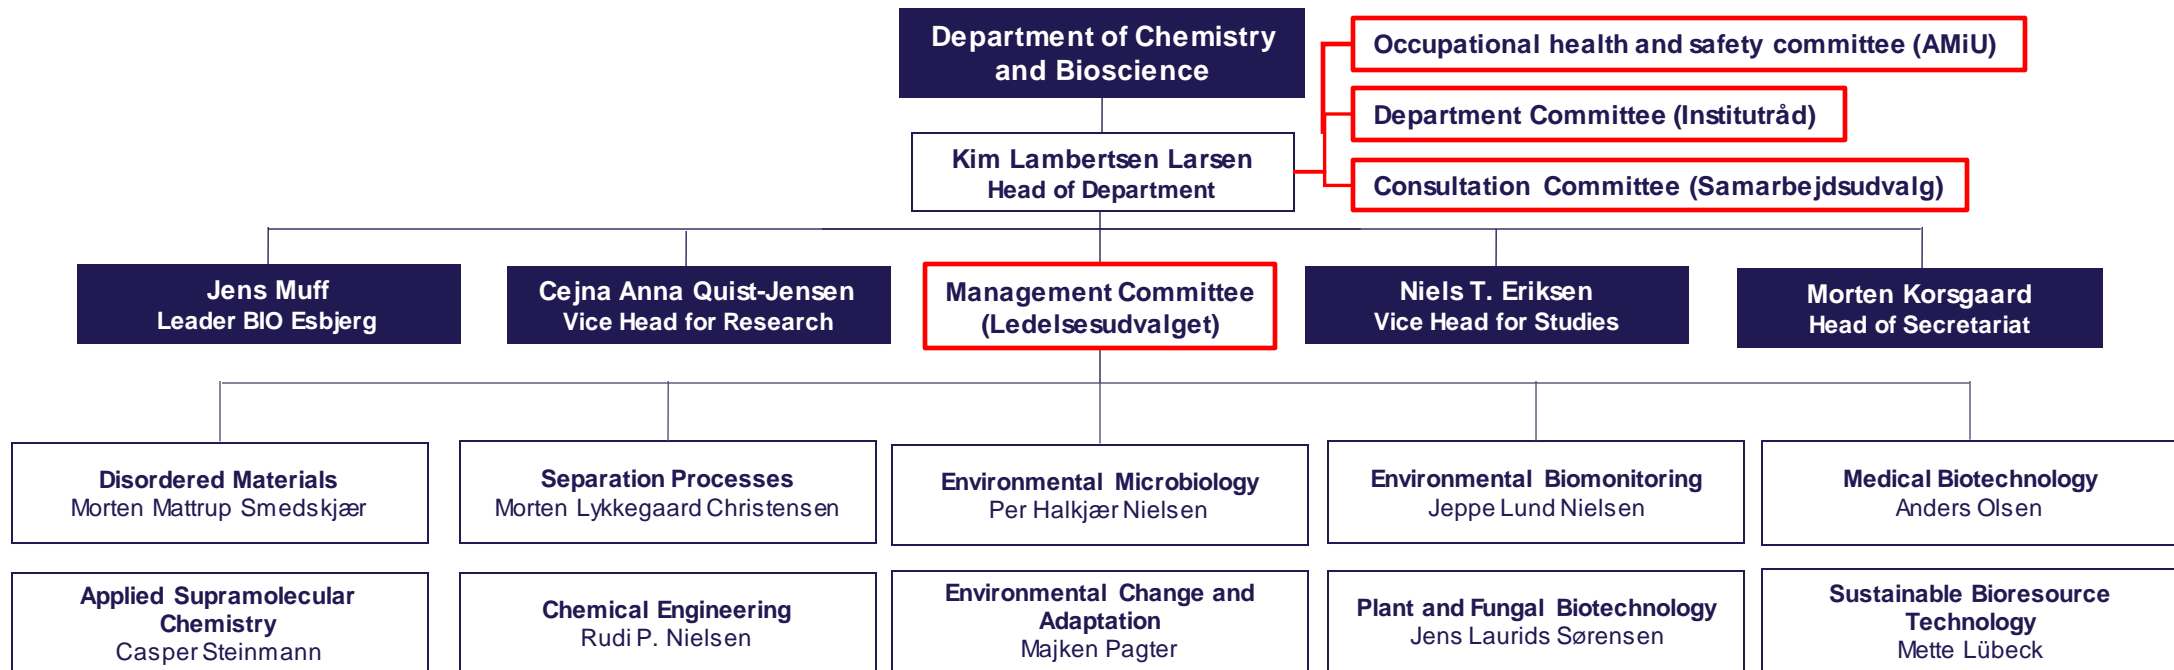 Department of Chemistry
and Bioscience
Occupational health and safety committee (AMiU)
Department Committee (Institutråd)
Consultation Committee (Samarbejdsudvalg)
Kim Lambertsen Larsen
Head of Department
Jens Muff
Leader BIO Esbjerg
Cejna Anna Quist-Jensen
Vice Head for Research
Management Committee
(Ledelsesudvalget)
Niels T. Eriksen
Vice Head for Studies
Morten Korsgaard
Head of Secretariat
Disordered Materials
Morten Mattrup Smedskjær
Separation Processes
Morten Lykkegaard Christensen
Environmental Microbiology
Per Halkjær Nielsen
Environmental Biomonitoring
Jeppe Lund Nielsen
Medical Biotechnology
Anders Olsen
Applied Supramolecular
Chemistry
Casper Steinmann
Chemical Engineering
Rudi P. Nielsen
Environmental Change and
Adaptation
Majken Pagter
Plant and Fungal Biotechnology
Jens Laurids Sørensen
Sustainable Bioresource
Technology
Mette Lübeck